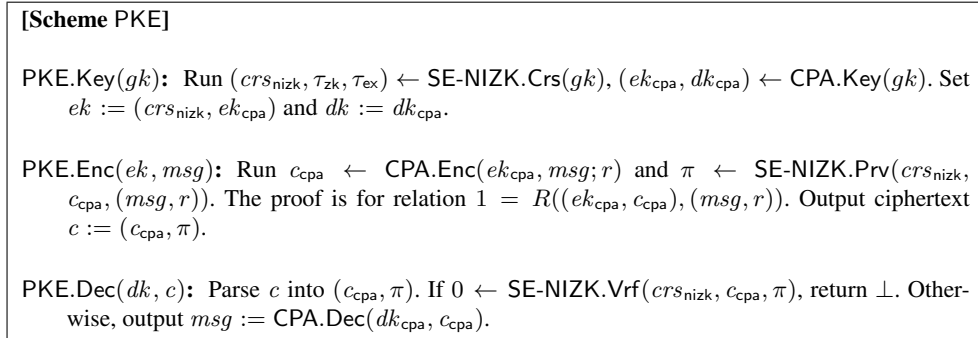 [Scheme PKE]
PKE.Key(gk): Run (crs_nizk, τ_zk, τ_ex) ← SE-NIZK.Crs(gk), (ek_cpa, dk_cpa) ← CPA.Key(gk). Set
ek := (crs_nizk, ek_cpa) and dk := dk_cpa.
PKE.Enc(ek, msg): Run c_cpa ← CPA.Enc(ek_cpa, msg; r) and π ← SE-NIZK.Prv(crs_nizk,
c_cpa, (msg, r)). The proof is for relation 1 = R((ek_cpa, c_cpa), (msg, r)). Output ciphertext
c := (c_cpa, π).
PKE.Dec(dk, c): Parse c into (c_cpa, π). If 0 ← SE-NIZK.Vrf(crs_nizk, c_cpa, π), return ⊥. Other-
wise, output msg := CPA.Dec(dk_cpa, c_cpa).